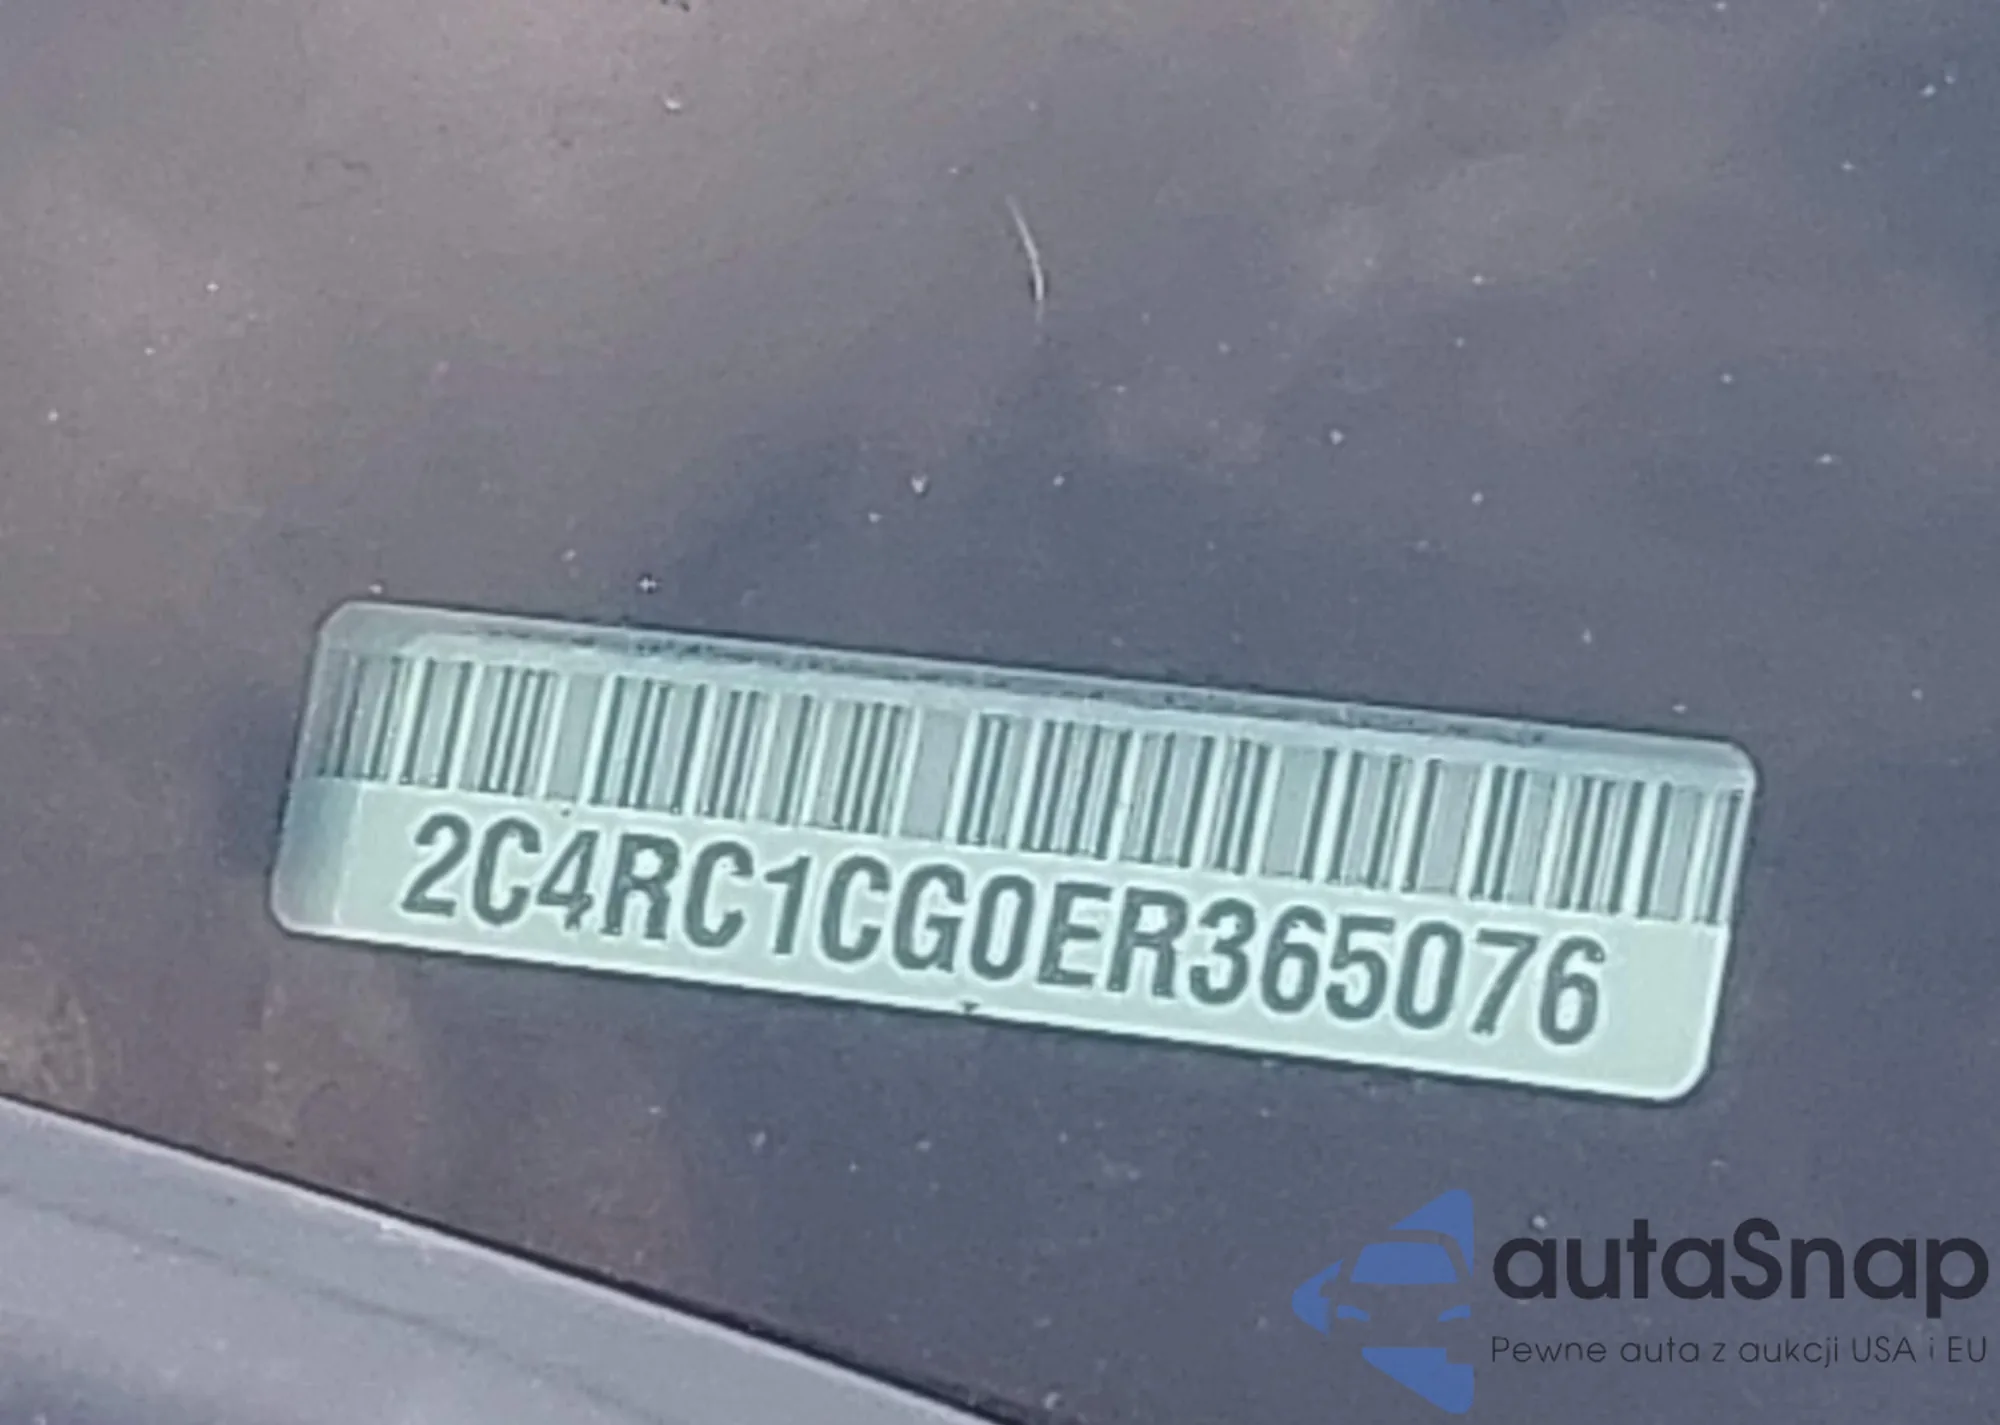 2C4RC1CG0ER365076
autaSnap
Pewne auta z aukcji USA i EU